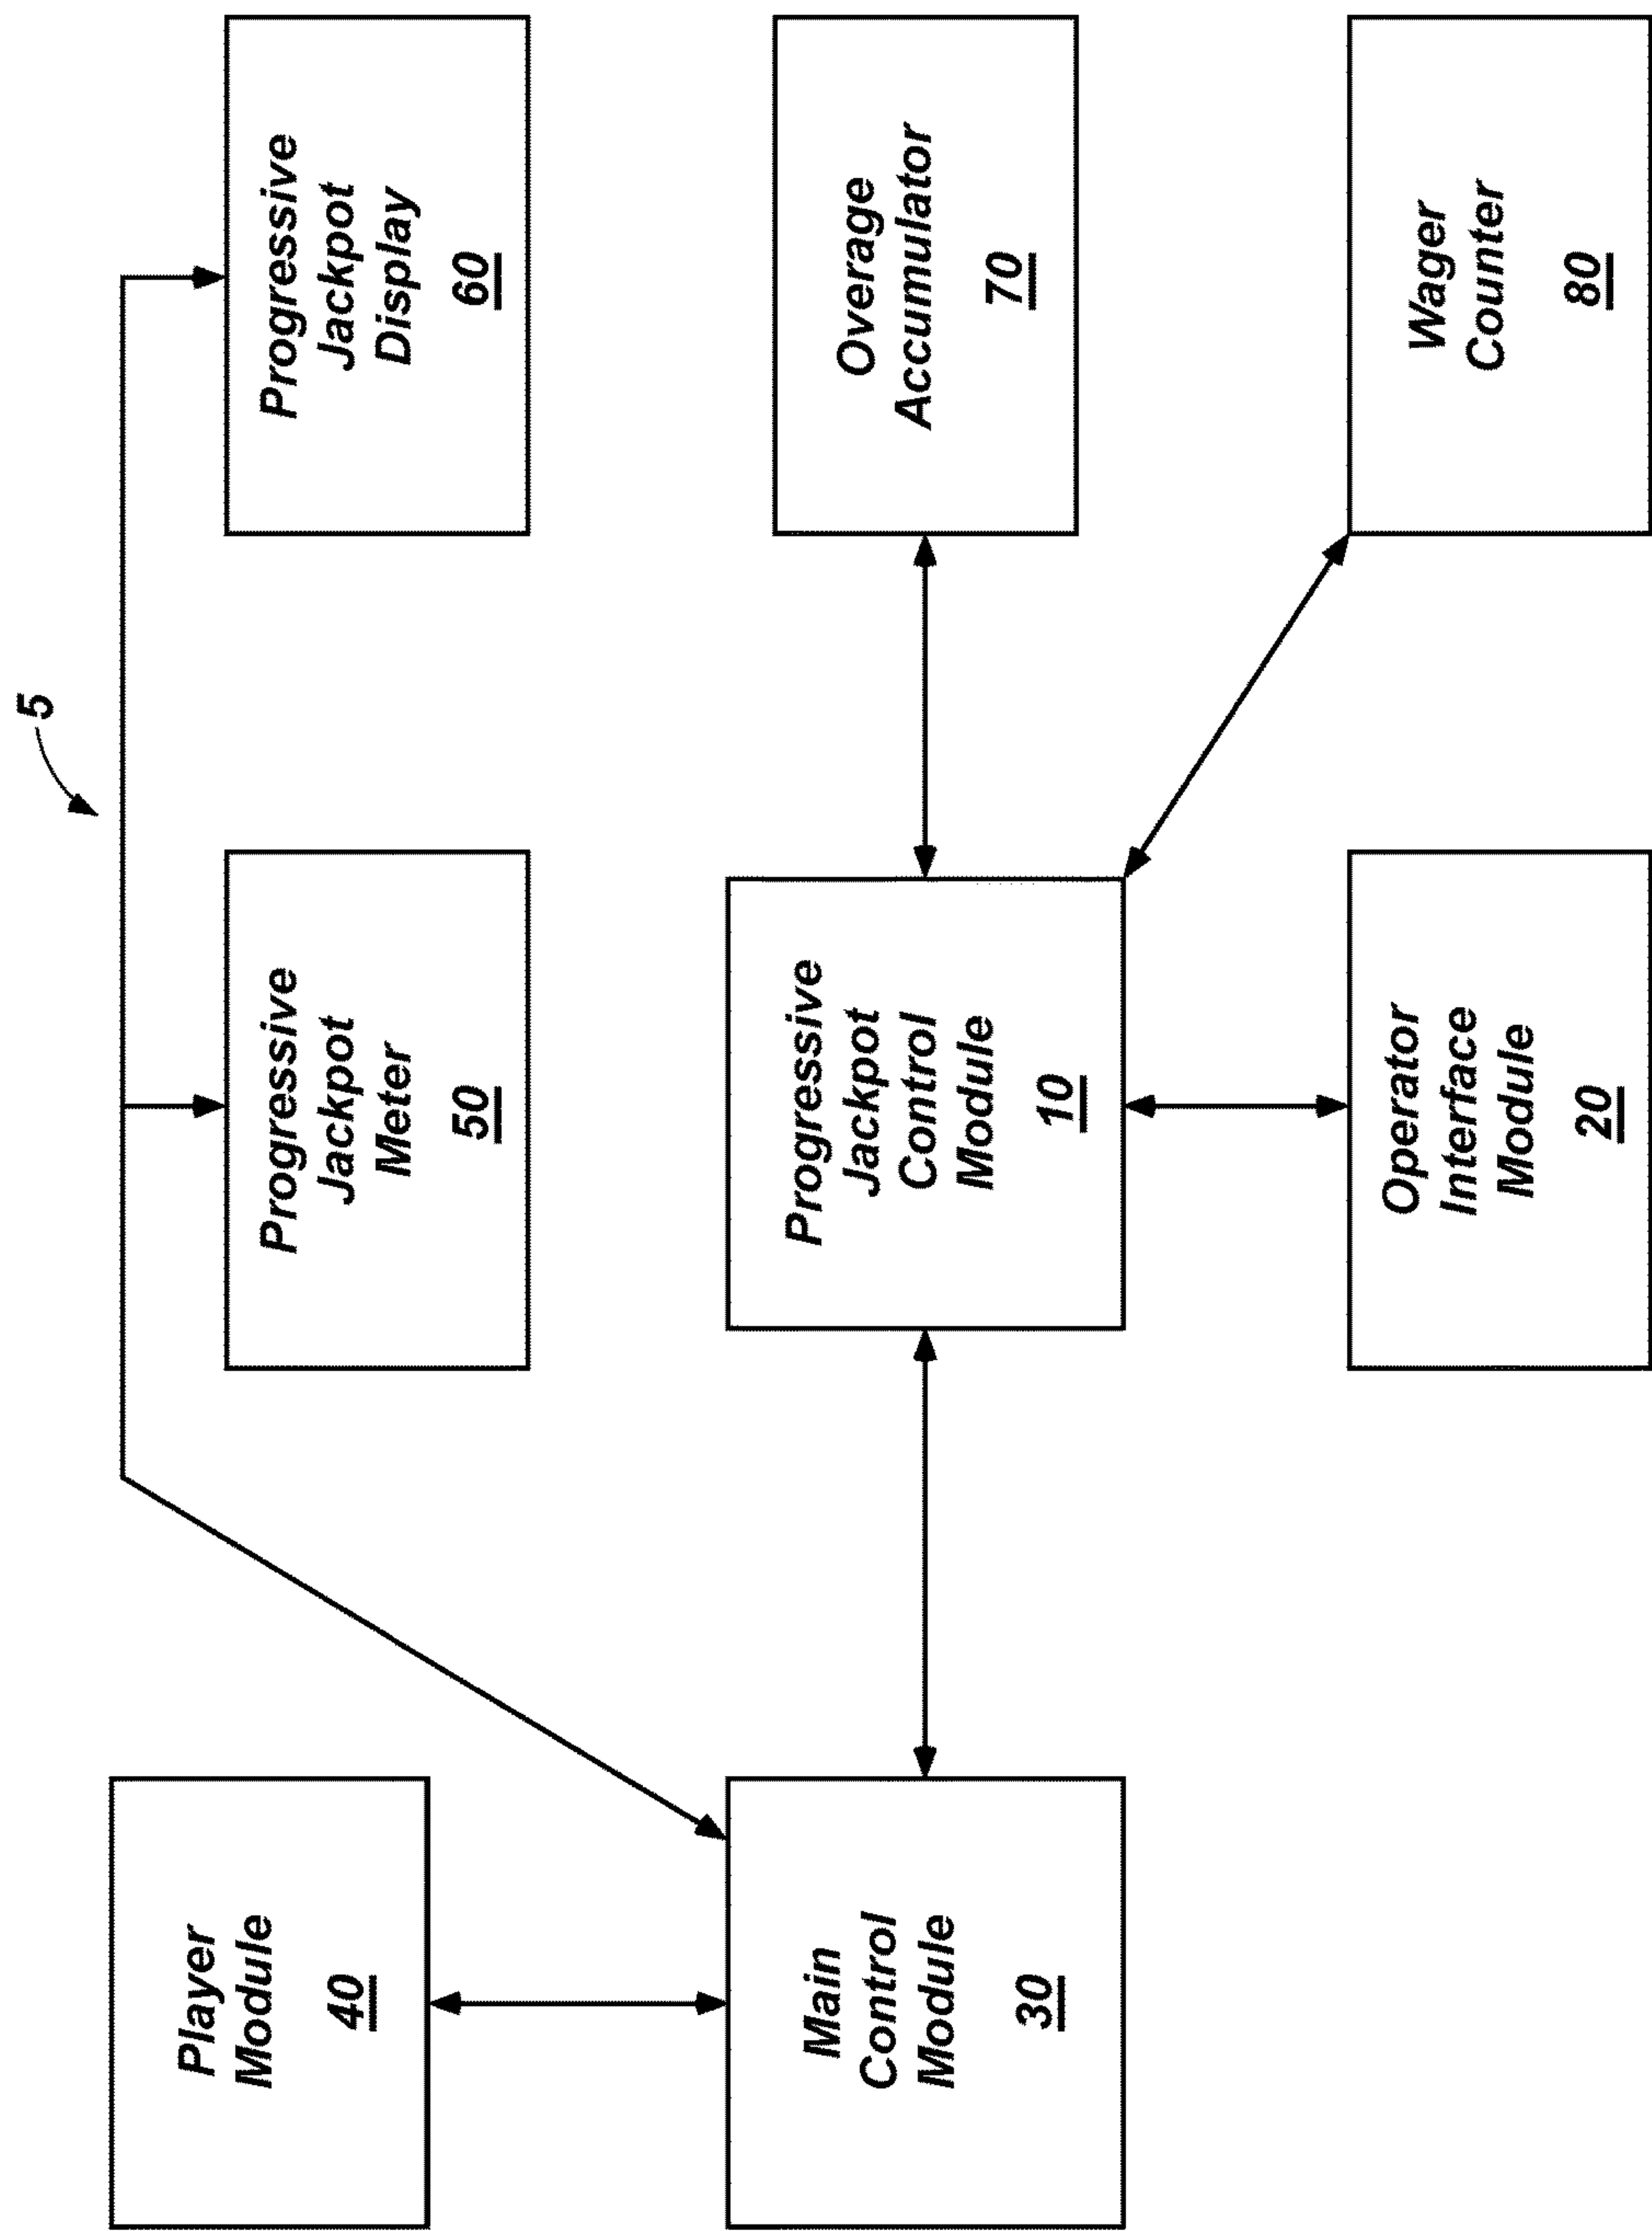 5
Player
Module
40
Progressive
Jackpot
Meter
50
Progressive
Jackpot
Display
60
Main
Control
Module
30
Progressive
Jackpot
Control
Module
10
Overage
Accumulator
70
Operator
Interface
Module
20
Wager
Counter
80